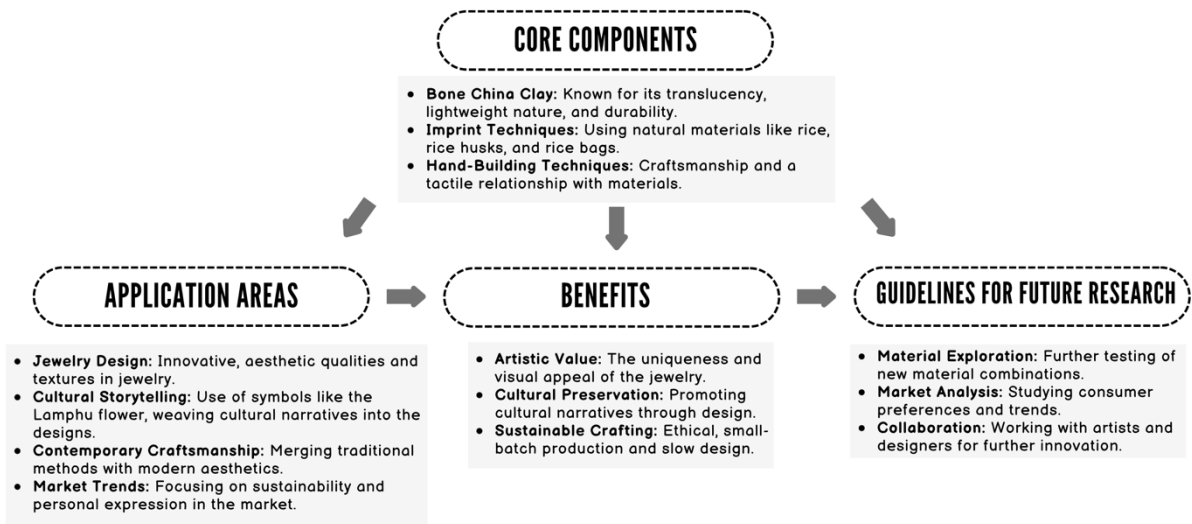 CORE COMPONENTS
• Bone China Clay: Known for its translucency,
lightweight nature, and durability.
• Imprint Techniques: Using natural materials like rice,
rice husks, and rice bags.
• Hand-Building Techniques: Craftsmanship and a
tactile relationship with materials.
APPLICATION AREAS
• Jewelry Design: Innovative, aesthetic qualities and
textures in jewelry.
• Cultural Storytelling: Use of symbols like the
Lamphu flower, weaving cultural narratives into the
designs.
• Contemporary Craftsmanship: Merging traditional
methods with modern aesthetics.
• Market Trends: Focusing on sustainability and
personal expression in the market.
BENEFITS
• Artistic Value: The uniqueness and
visual appeal of the jewelry.
• Cultural Preservation: Promoting
cultural narratives through design.
• Sustainable Crafting: Ethical, small-
batch production and slow design.
GUIDELINES FOR FUTURE RESEARCH
• Material Exploration: Further testing of
new material combinations.
• Market Analysis: Studying consumer
preferences and trends.
• Collaboration: Working with artists and
designers for further innovation.